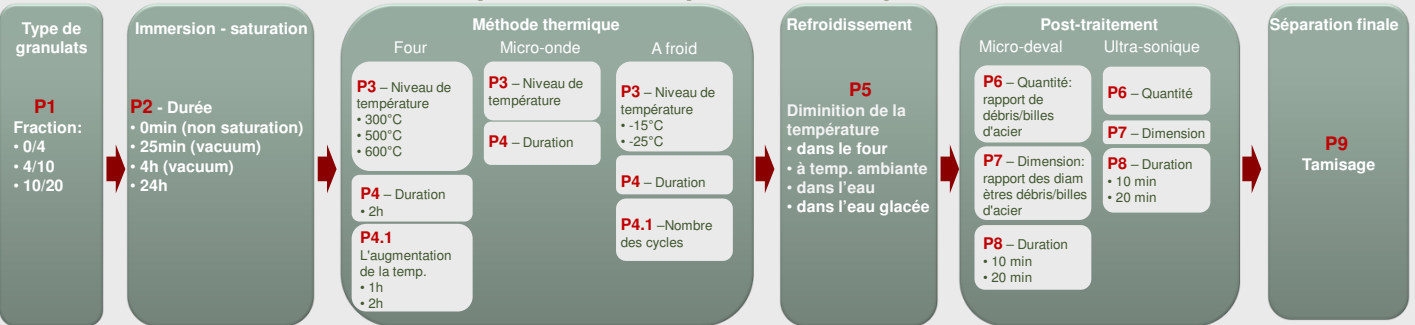 Type de
granulats
P1
Fraction:
• 0/4
• 4/10
• 10/20
Immersion - saturation
P2 - Durée
• 0min (non saturation)
• 25min (vacuum)
• 4h (vacuum)
• 24h
Méthode thermique
Four
P3 – Niveau de
température
• 300°C
• 500°C
• 600°C
P4 – Duration
• 2h
P4.1
L'augmentation
de la temp.
• 1h
• 2h
Micro-onde
P3 – Niveau de
température
P4 – Duration
A froid
P3 – Niveau de
température
• -15°C
• -25°C
P4 – Duration
P4.1 –Nombre
des cycles
Refroidissement
P5
Diminition de la
température
• dans le four
• à temp. ambiante
• dans l'eau
• dans l'eau glacée
Post-traitement
Micro-deval
P6 – Quantité:
rapport de
débris/billes
d'acier
P7 – Dimension:
rapport des diam
ètres débris/billes
d'acier
P8 – Duration
• 10 min
• 20 min
Ultra-sonique
P6 – Quantité
P7 – Dimension
P8 – Duration
• 10 min
• 20 min
Séparation finale
P9
Tamisage